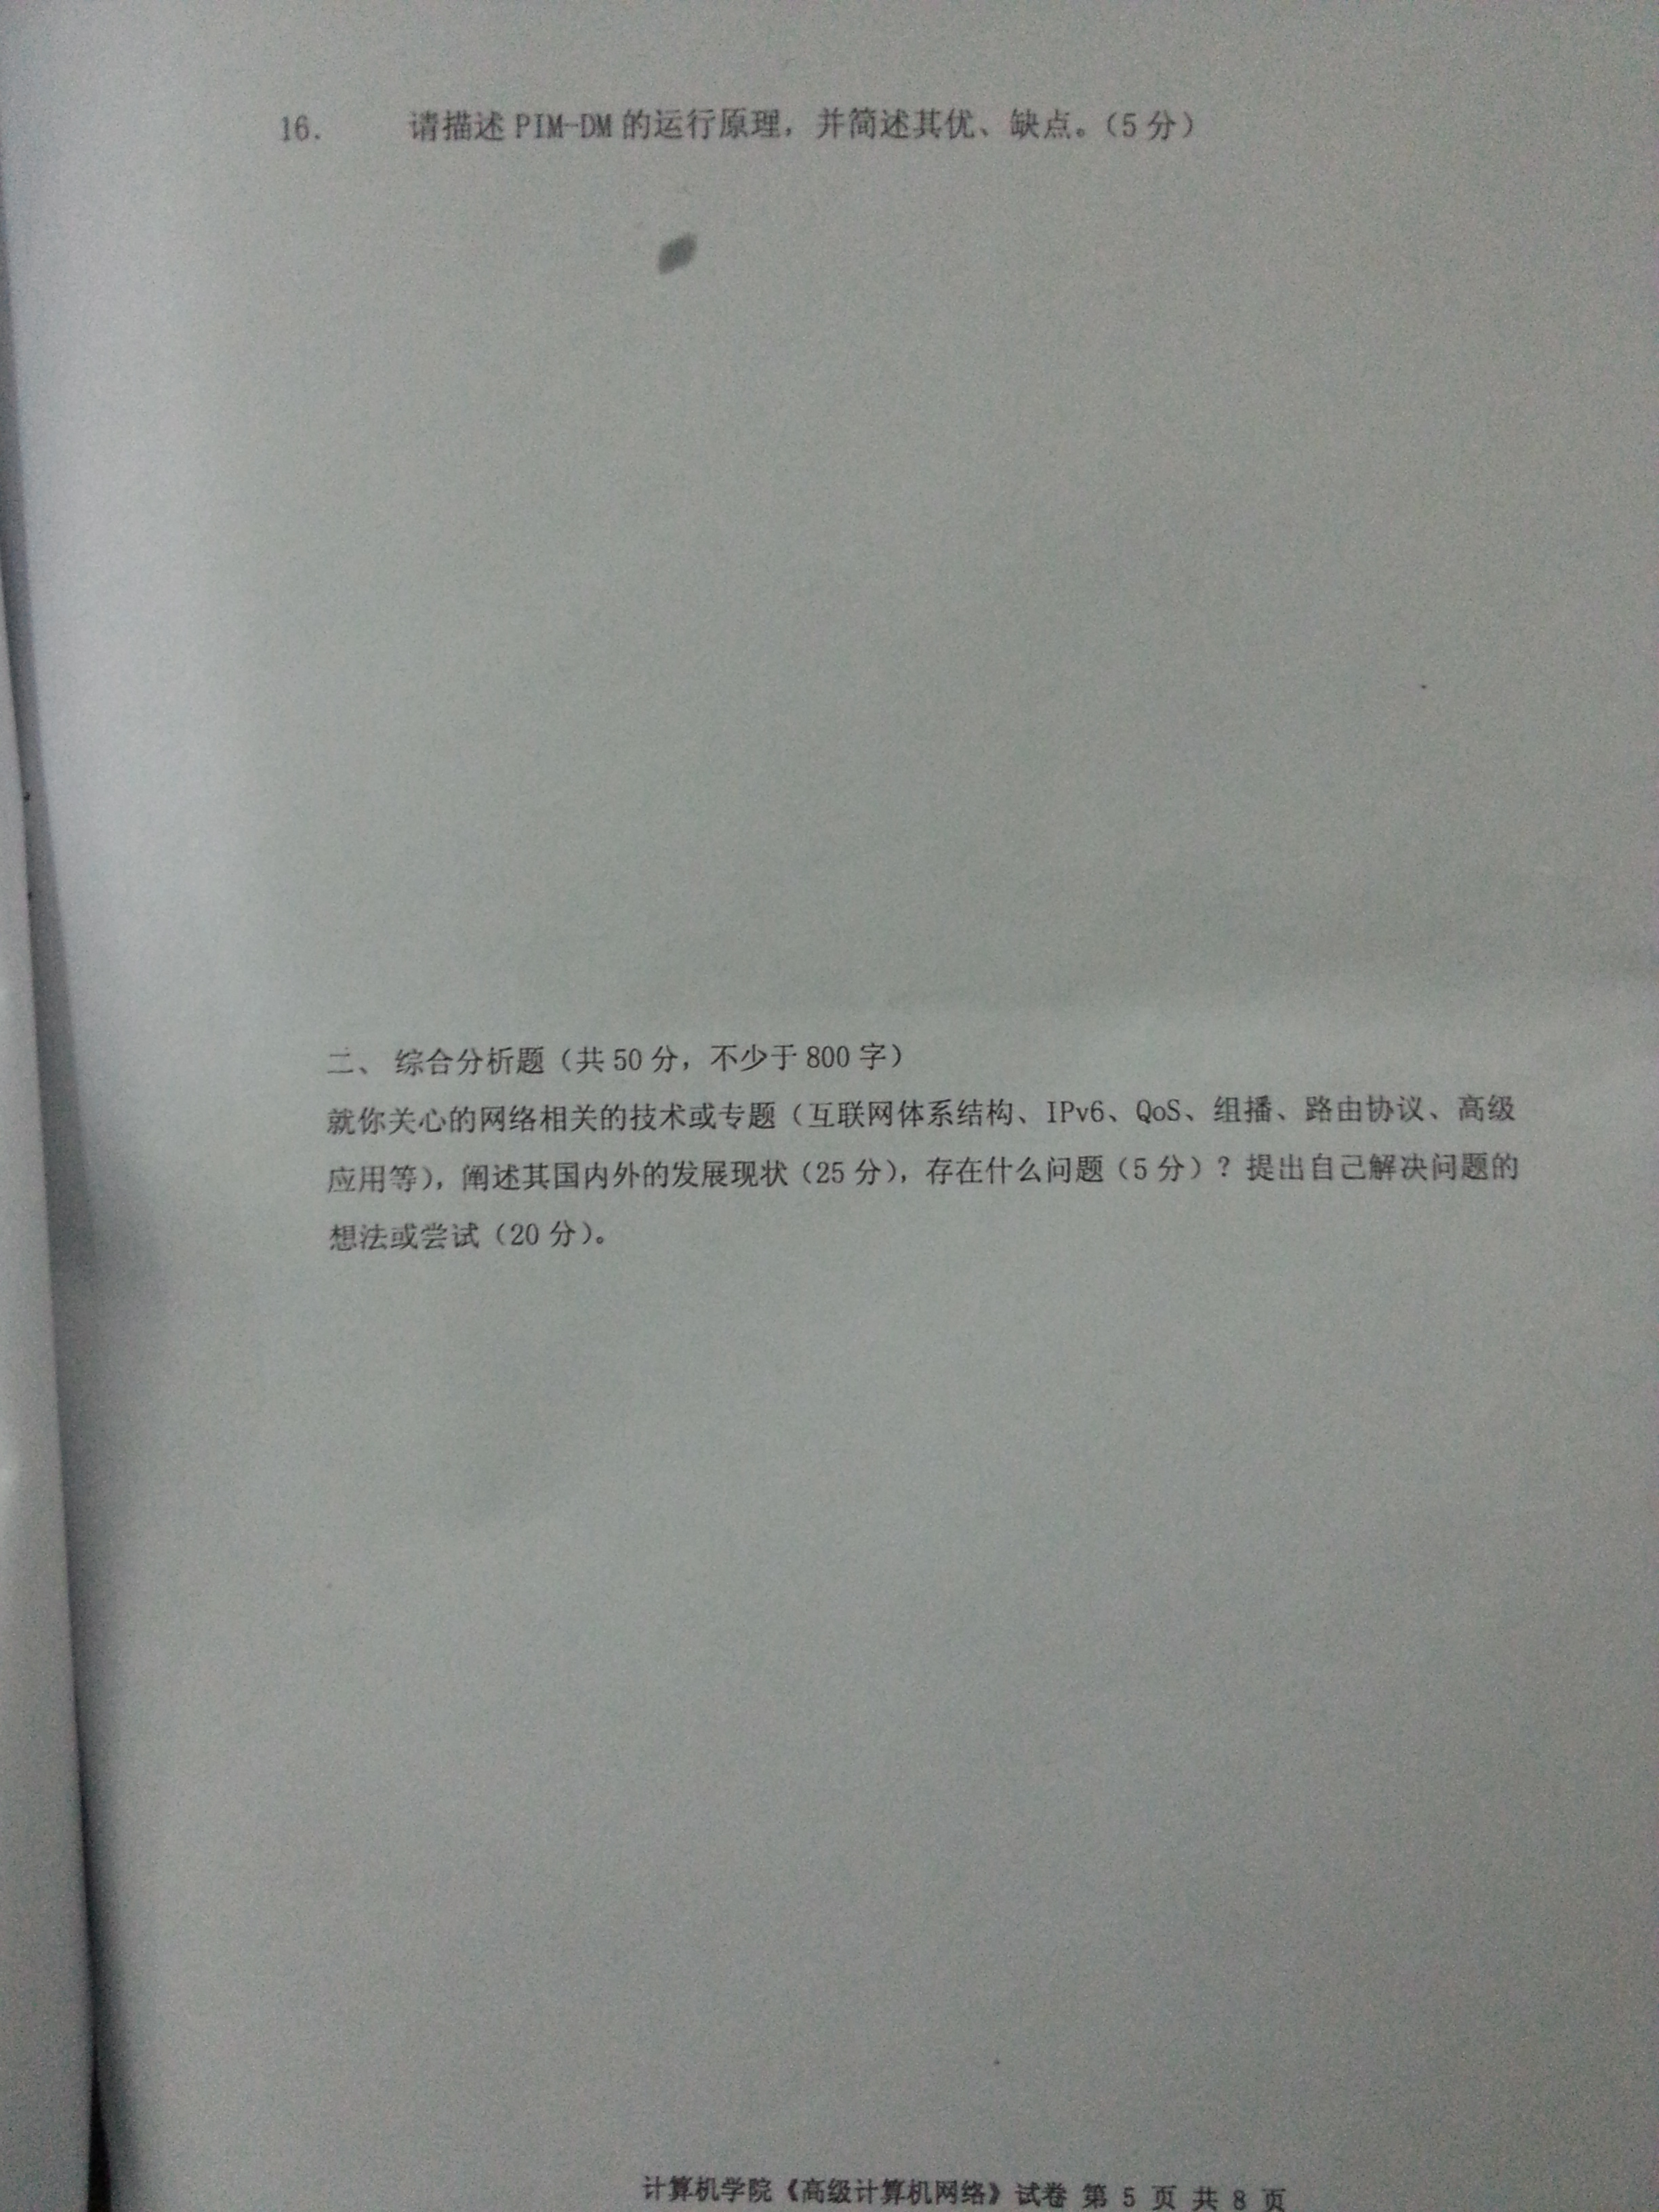 16. 请描述 PIM-DM 的运行原理，并简述其优、缺点。（5 分）
二、 综合分析题（共 50 分，不少于 800 字）
就你关心的网络相关的技术或专题（互联网体系结构、IPv6、QoS、组播、路由协议、高级
应用等），阐述其国内外的发展现状（25 分），存在什么问题（5 分）？提出自己解决问题的
想法或尝试（20 分）。
计算机学院《高级计算机网络》试卷 第 5 页 共 8 页